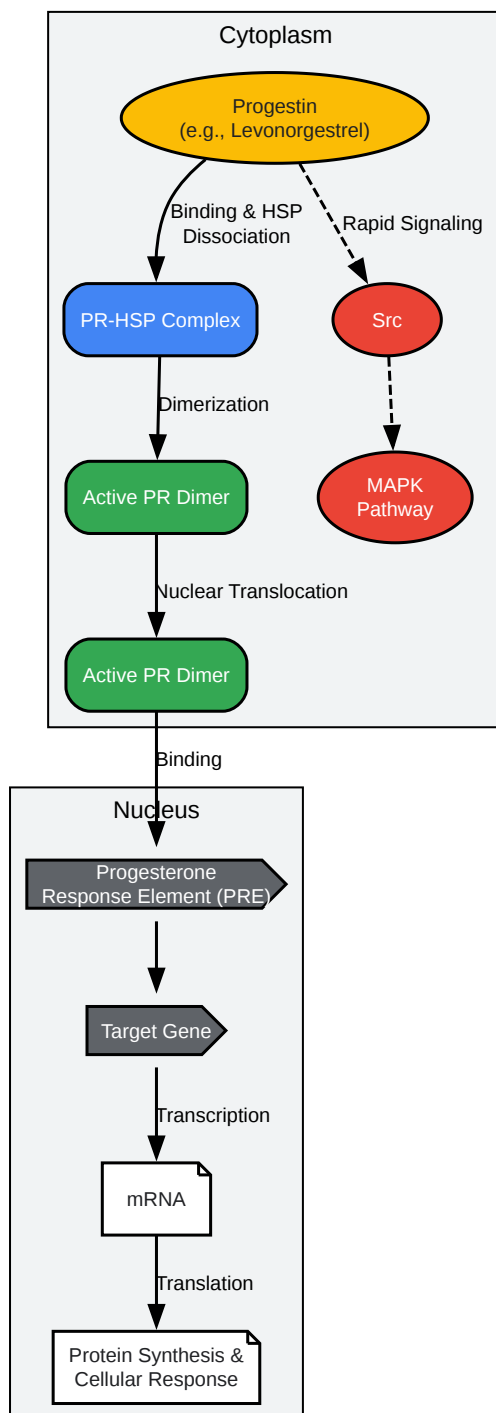 Cytoplasm
Progestin
(e.g., Levonorgestrel)
Binding & HSP
Dissociation
Rapid Signaling
PR-HSP Complex
Src
Dimerization
Active PR Dimer
MAPK
Pathway
Nuclear Translocation
Active PR Dimer
Binding
Nucleus
Progesterone
Response Element (PRE)
Target Gene
Transcription
mRNA
Translation
Protein Synthesis &
Cellular Response